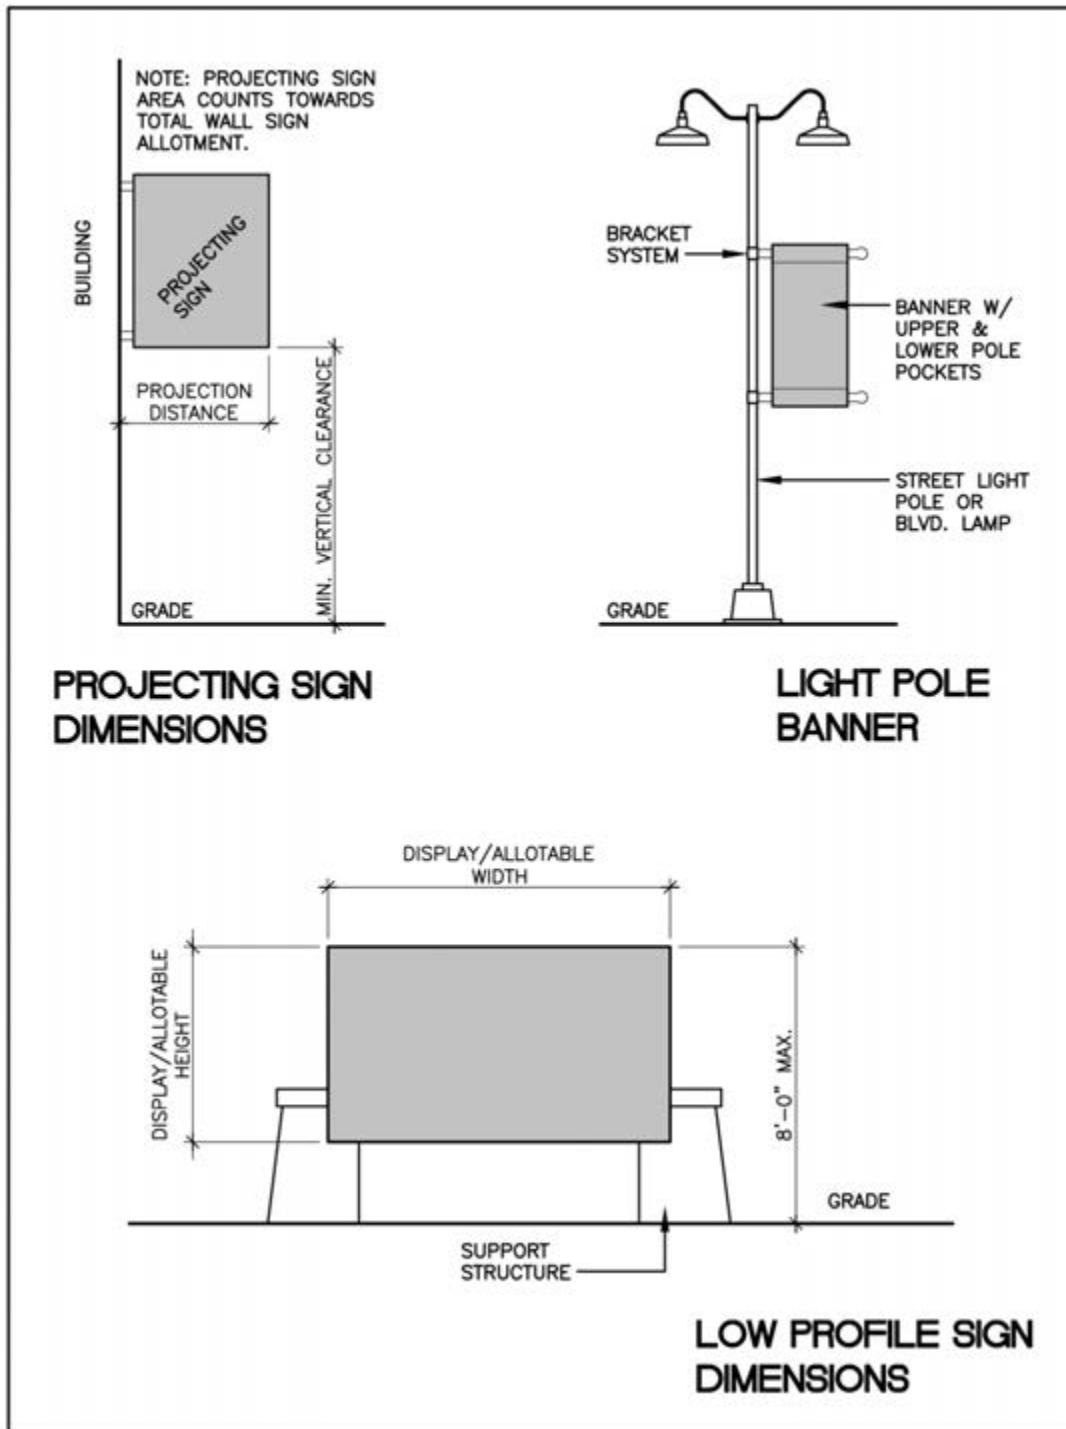 NOTE: PROJECTING SIGN
AREA COUNTS TOWARDS
TOTAL WALL SIGN
ALLOTMENT.
BUILDING
PROJECTING
SIGN
PROJECTION
DISTANCE
MIN. VERTICAL CLEARANCE
GRADE
PROJECTING SIGN
DIMENSIONS
BRACKET
SYSTEM
BANNER W/
UPPER &
LOWER POLE
POCKETS
STREET LIGHT
POLE OR
BLVD. LAMP
GRADE
LIGHT POLE
BANNER
DISPLAY/ALLOTABLE
WIDTH
DISPLAY/ALLOTABLE
HEIGHT
8'-0" MAX.
GRADE
SUPPORT
STRUCTURE
LOW PROFILE SIGN
DIMENSIONS